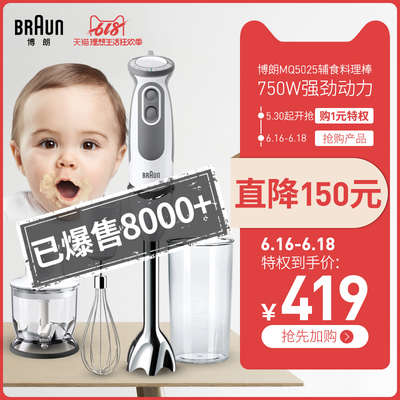 BRAUN
博朗
618
天猫 理想生活狂欢季
博朗MQ5025辅食料理棒
750W强劲动力
5.30起开抢 购1元特权
6.16-6.18 抢购产品
直降150元
BRAUN
已爆售8000+
6.16-6.18
特权到手价:
¥419
抢先加购 >